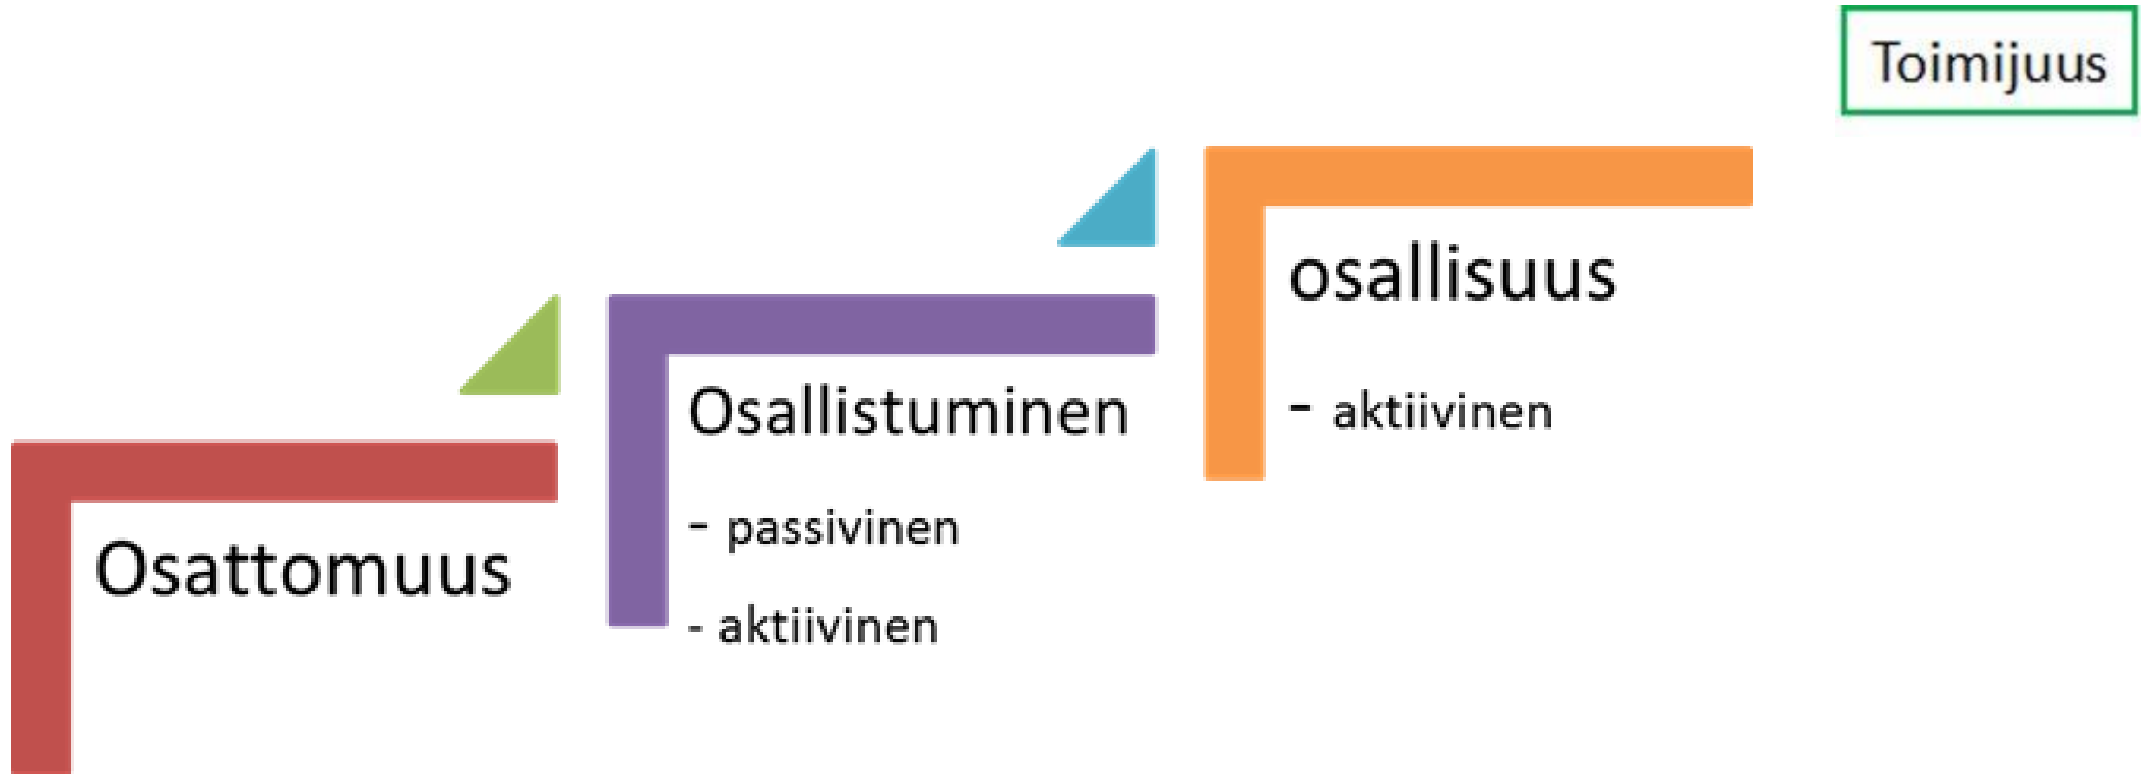 Osattomuus
Osallistuminen
- passivinen
- aktiivinen
osallisuus
- aktiivinen
Toimijuus